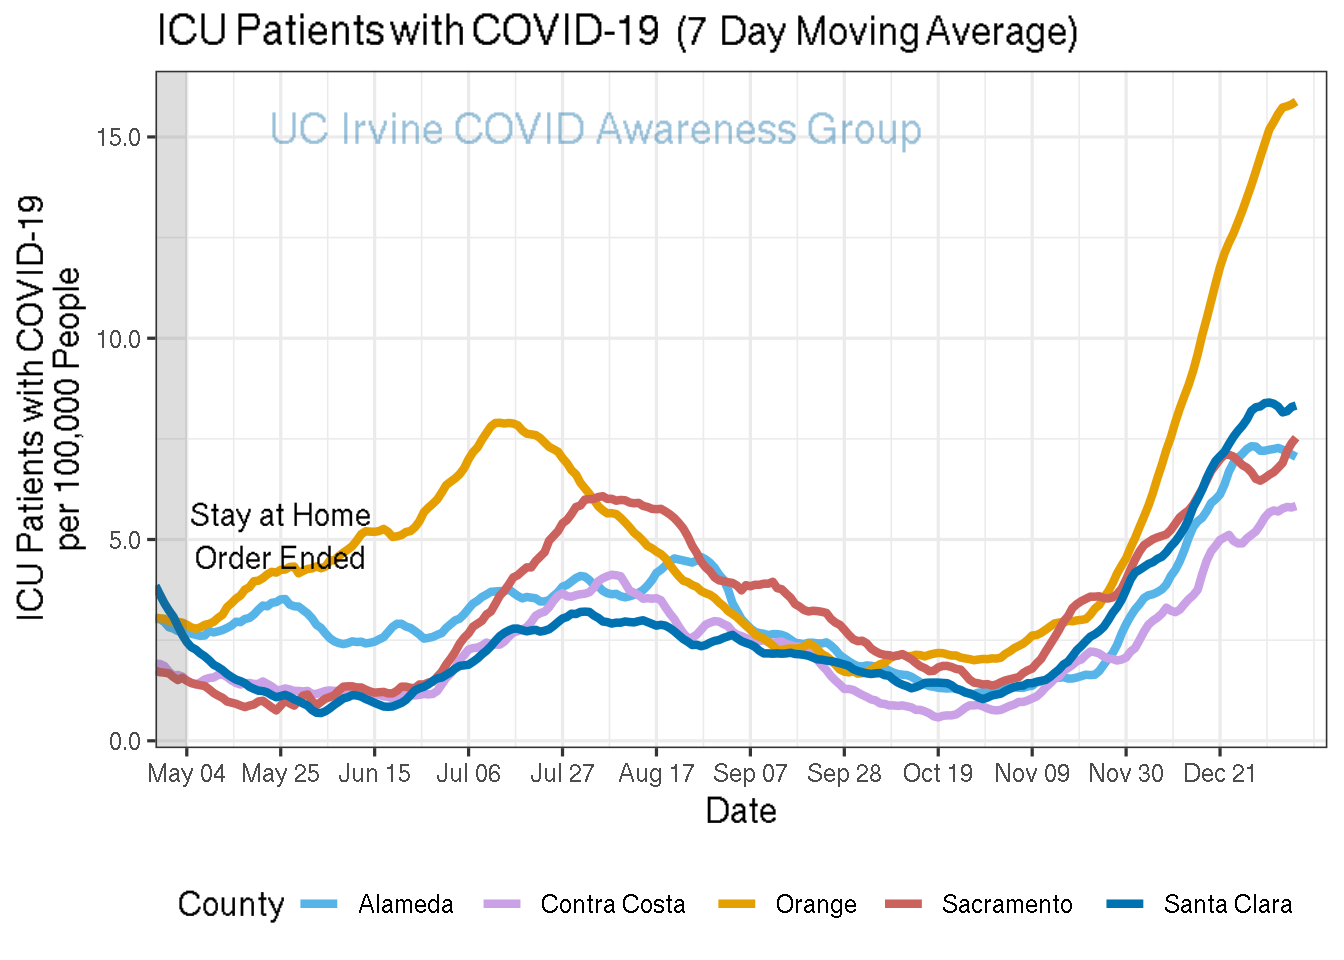 ICU Patients with COVID-19 (7 Day Moving Average)
UC Irvine COVID Awareness Group
ICU Patients with COVID-19
per 100,000 People
15.0
10.0
5.0
0.0
Stay at Home
Order Ended
May 04 May 25 Jun 15 Jul 06 Jul 27 Aug 17 Sep 07 Sep 28 Oct 19 Nov 09 Nov 30 Dec 21
Date
County Alameda Contra Costa Orange Sacramento Santa Clara